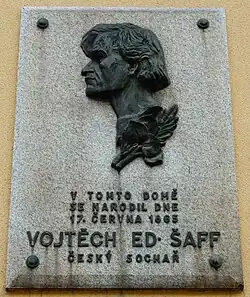 V TOMTO DOMĚ
SE NARODIL DNE
17. ČERVNA 1865
VOJTĚCH ED. ŠAFF
ČESKÝ SOCHAŘ